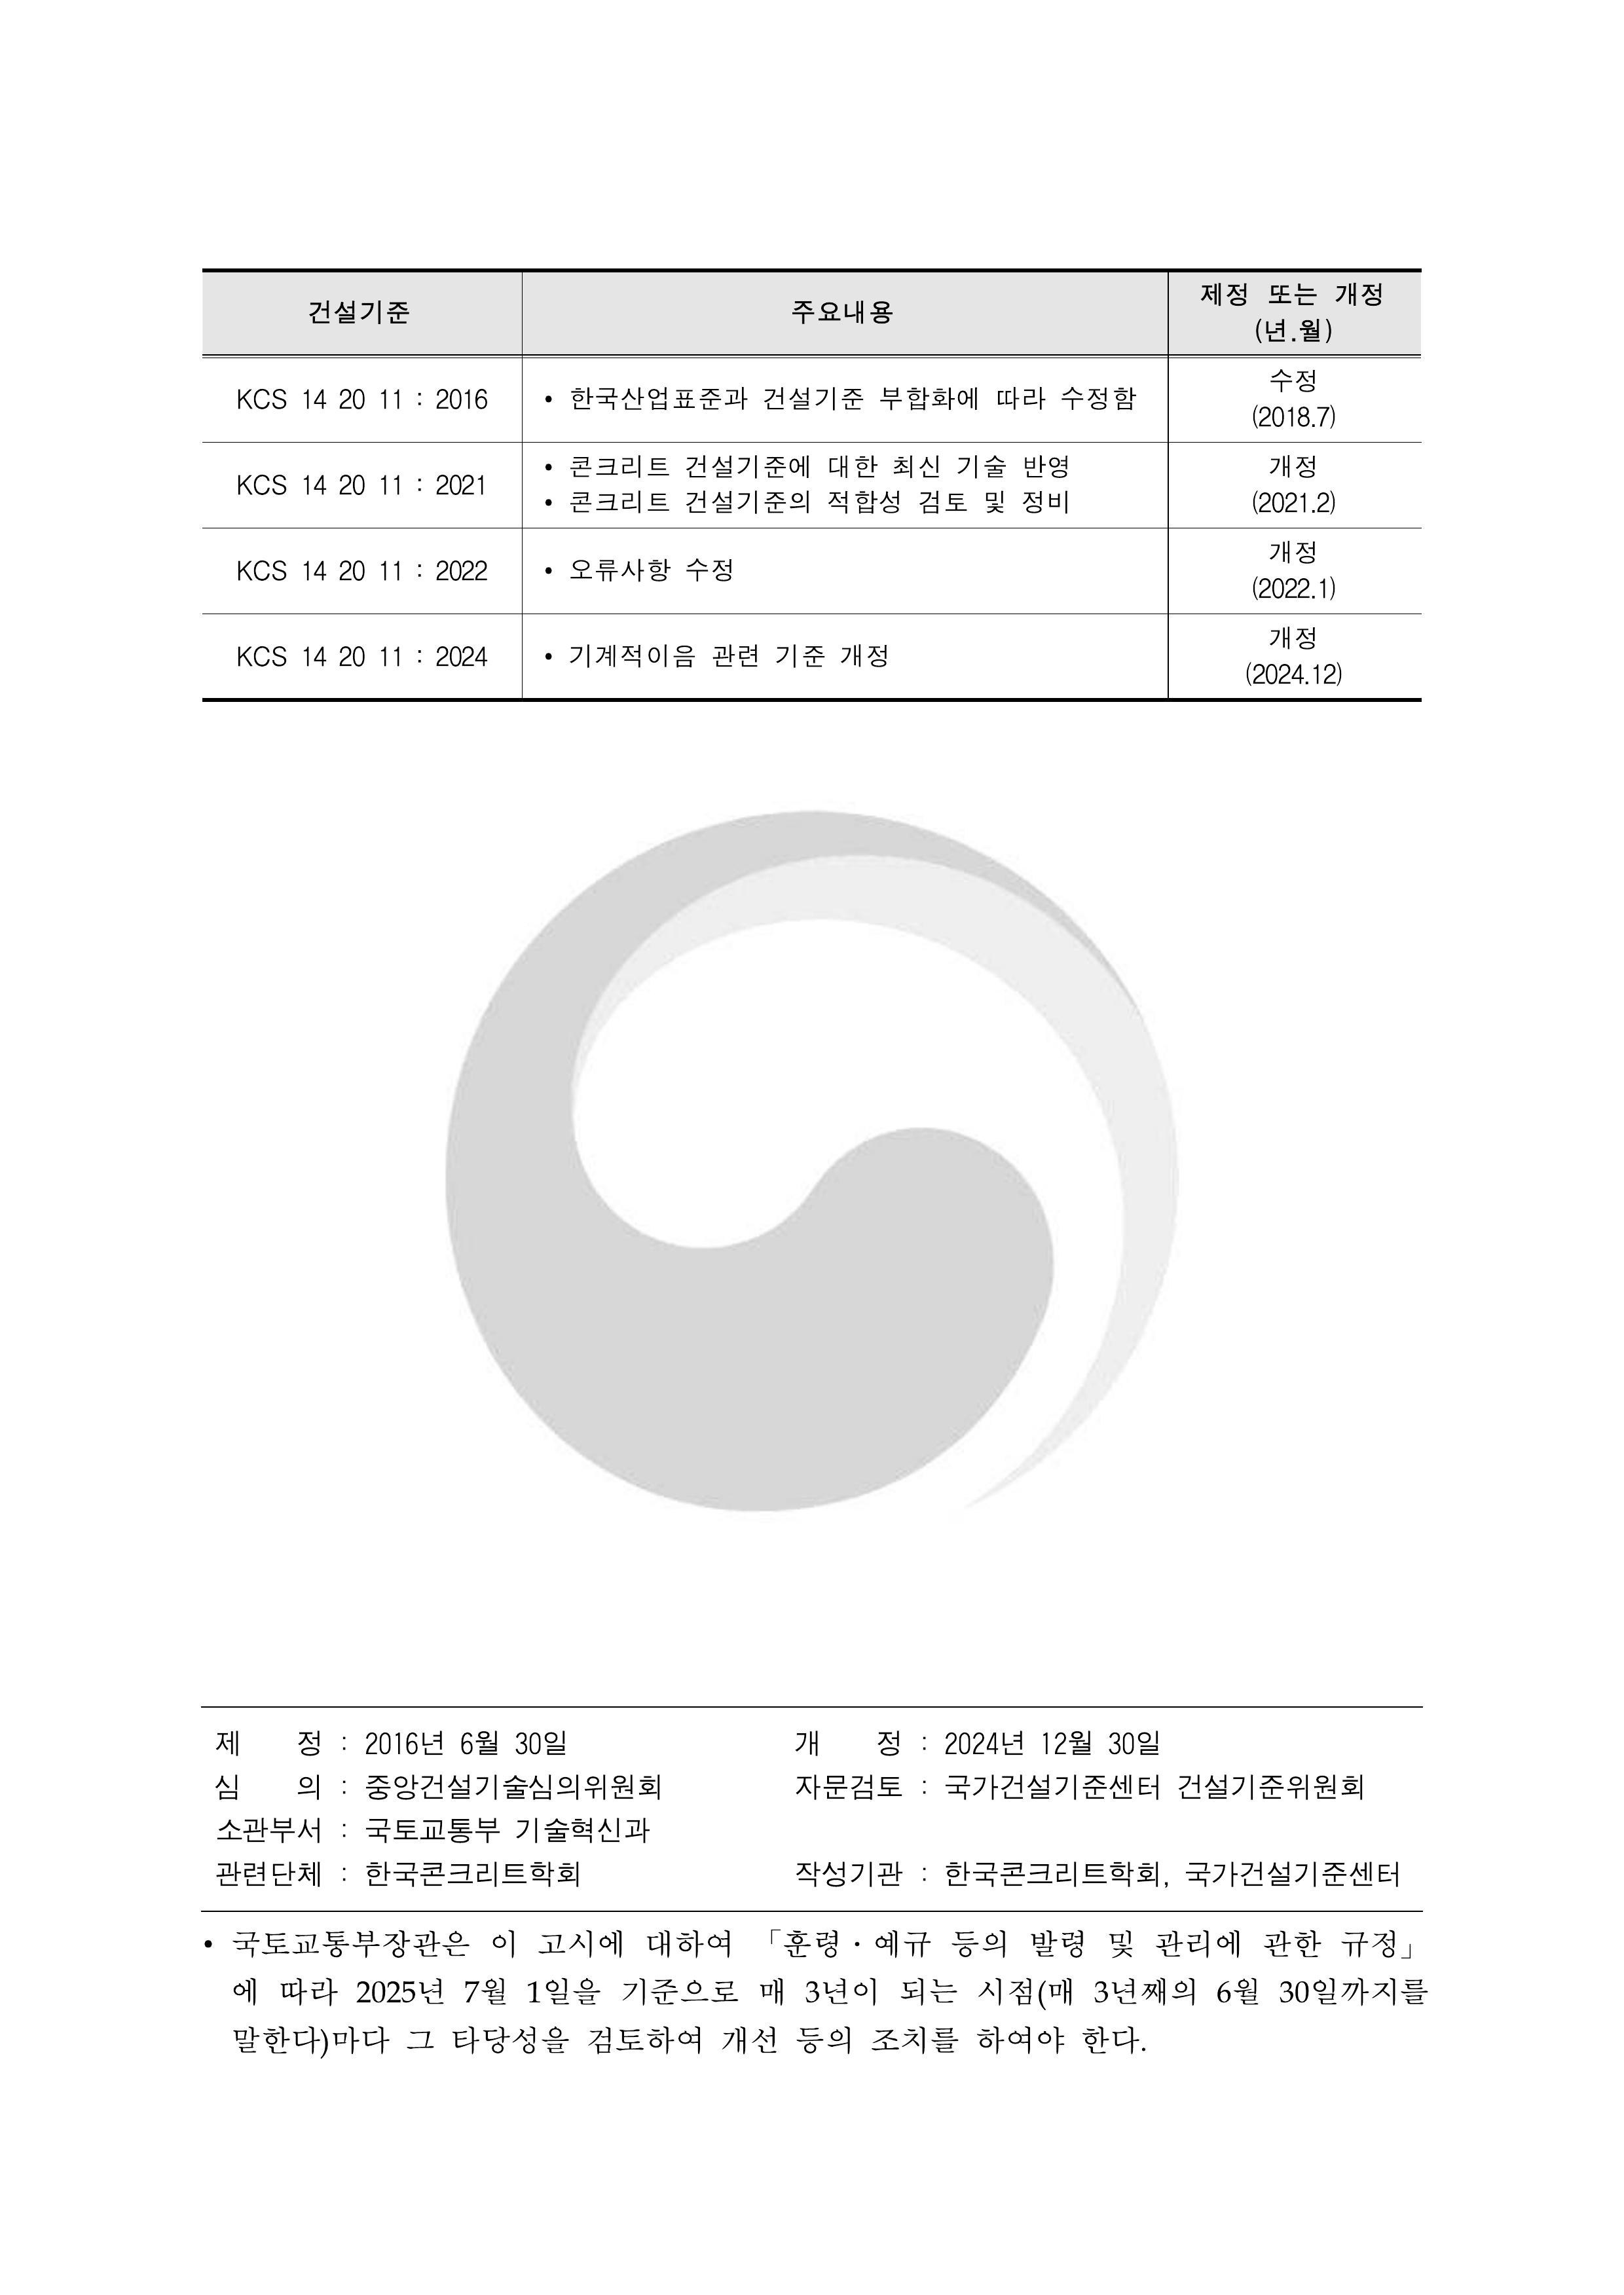 건설기준 주요내용 제정 또는 개정
(년.월)
KCS 14 20 11 : 2016 • 한국산업표준과 건설기준 부합화에 따라 수정함 수정
(2018.7)
KCS 14 20 11 : 2021 • 콘크리트 건설기준에 대한 최신 기술 반영
• 콘크리트 건설기준의 적합성 검토 및 정비 개정
(2021.2)
KCS 14 20 11 : 2022 • 오류사항 수정 개정
(2022.1)
KCS 14 20 11 : 2024 • 기계적이음 관련 기준 개정 개정
(2024.12)
제 정 : 2016년 6월 30일 개 정 : 2024년 12월 30일
심 의 : 중앙건설기술심의위원회 자문검토 : 국가건설기준센터 건설기준위원회
소관부서 : 국토교통부 기술혁신과
관련단체 : 한국콘크리트학회 작성기관 : 한국콘크리트학회, 국가건설기준센터
• 국토교통부장관은 이 고시에 대하여 「훈령·예규 등의 발령 및 관리에 관한 규정」
에 따라 2025년 7월 1일을 기준으로 매 3년이 되는 시점(매 3년째의 6월 30일까지를
말한다)마다 그 타당성을 검토하여 개선 등의 조치를 하여야 한다.